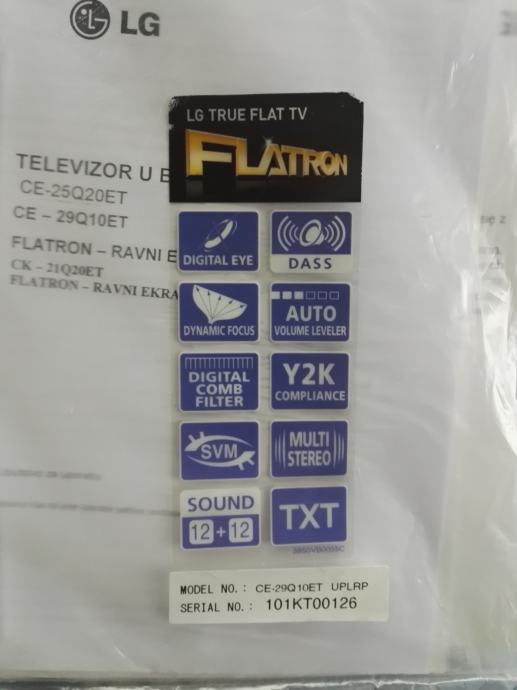 LG
LG TRUE FLAT TV
FLATRON
TELEVIZOR U
CE-25Q20ET
CE – 29Q10ET
FLATRON – RAVNI
CK – 21Q20ET
FLATRON – RAVNI EKRA
DIGITAL EYE
DASS
DYNAMIC FOCUS
AUTO
VOLUME LEVELER
DIGITAL
COMB
FILTER
Y2K
COMPLIANCE
SVM
MULTI
STEREO
SOUND
12 + 12
TXT
MODEL NO. : CE-29Q10ET UPLRP
SERIAL NO. : 101KT00126